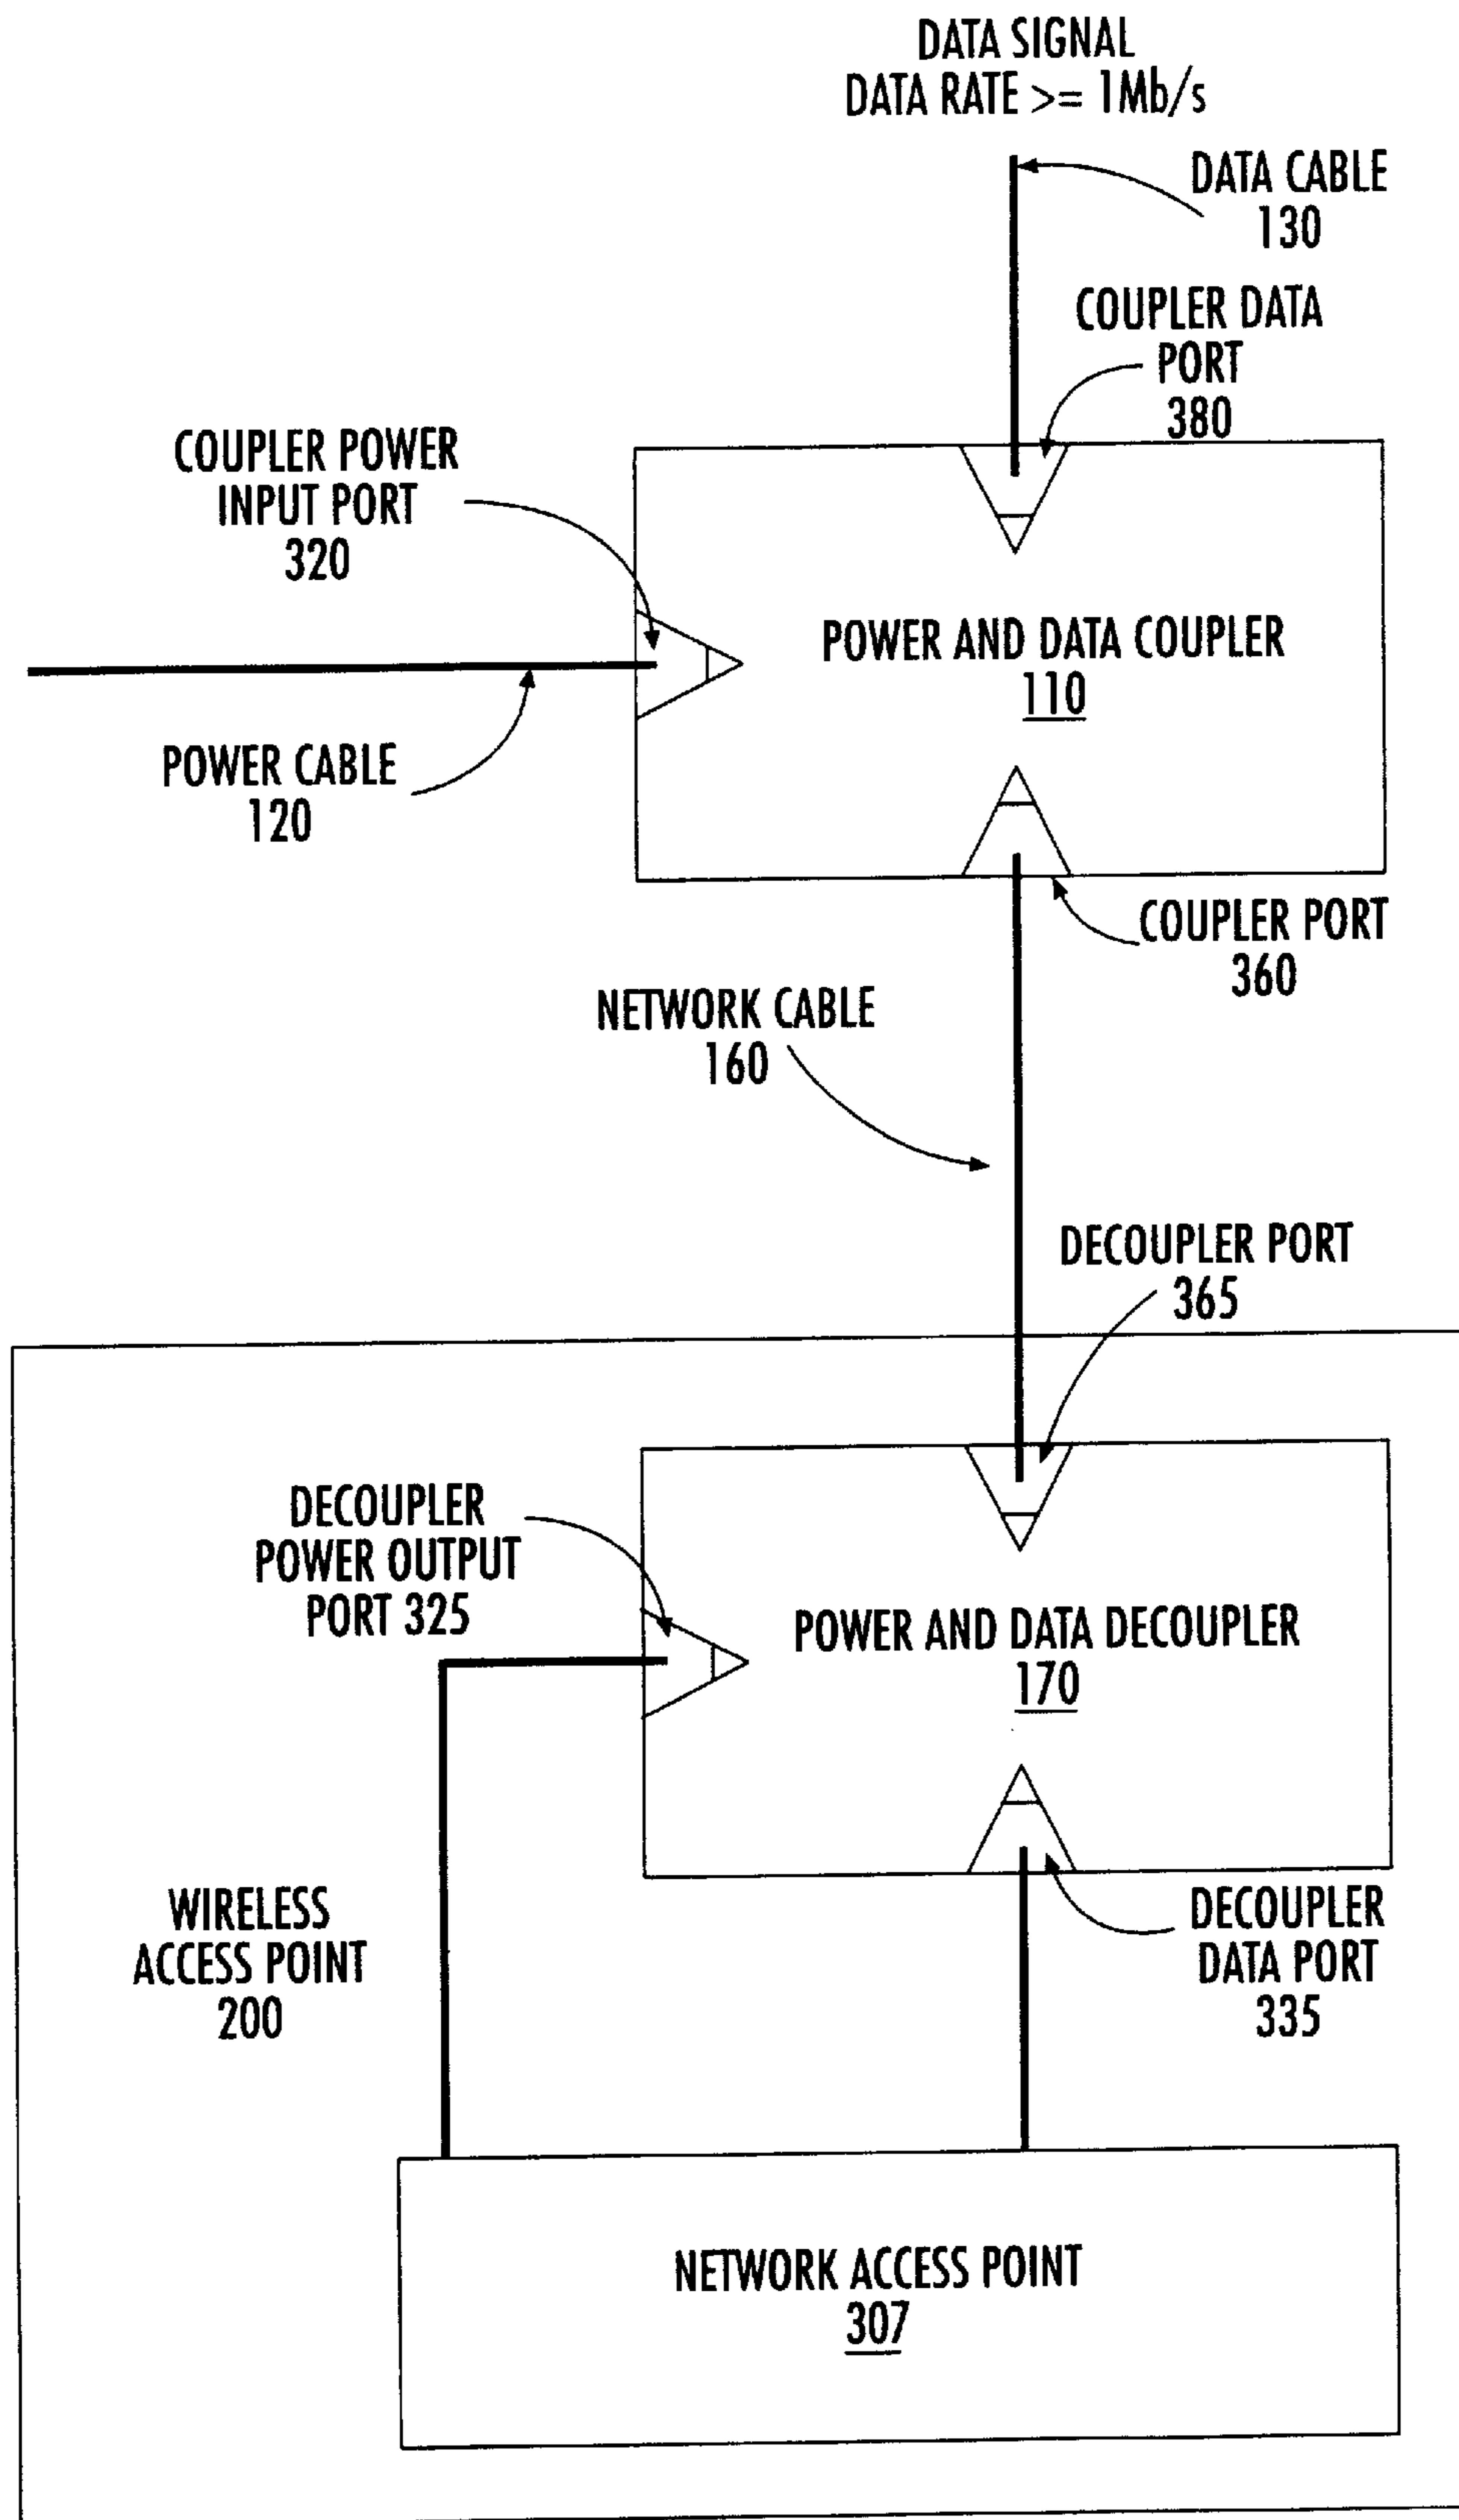 DATA SIGNAL
DATA RATE >= 1Mb/s
DATA CABLE
130
COUPLER DATA
PORT
380
COUPLER POWER
INPUT PORT
320
POWER AND DATA COUPLER
110
POWER CABLE
120
COUPLER PORT
360
NETWORK CABLE
160
DECOUPLER PORT
365
DECOUPLER
POWER OUTPUT
PORT 325
POWER AND DATA DECOUPLER
170
WIRELESS
ACCESS POINT
200
DECOUPLER
DATA PORT
335
NETWORK ACCESS POINT
307